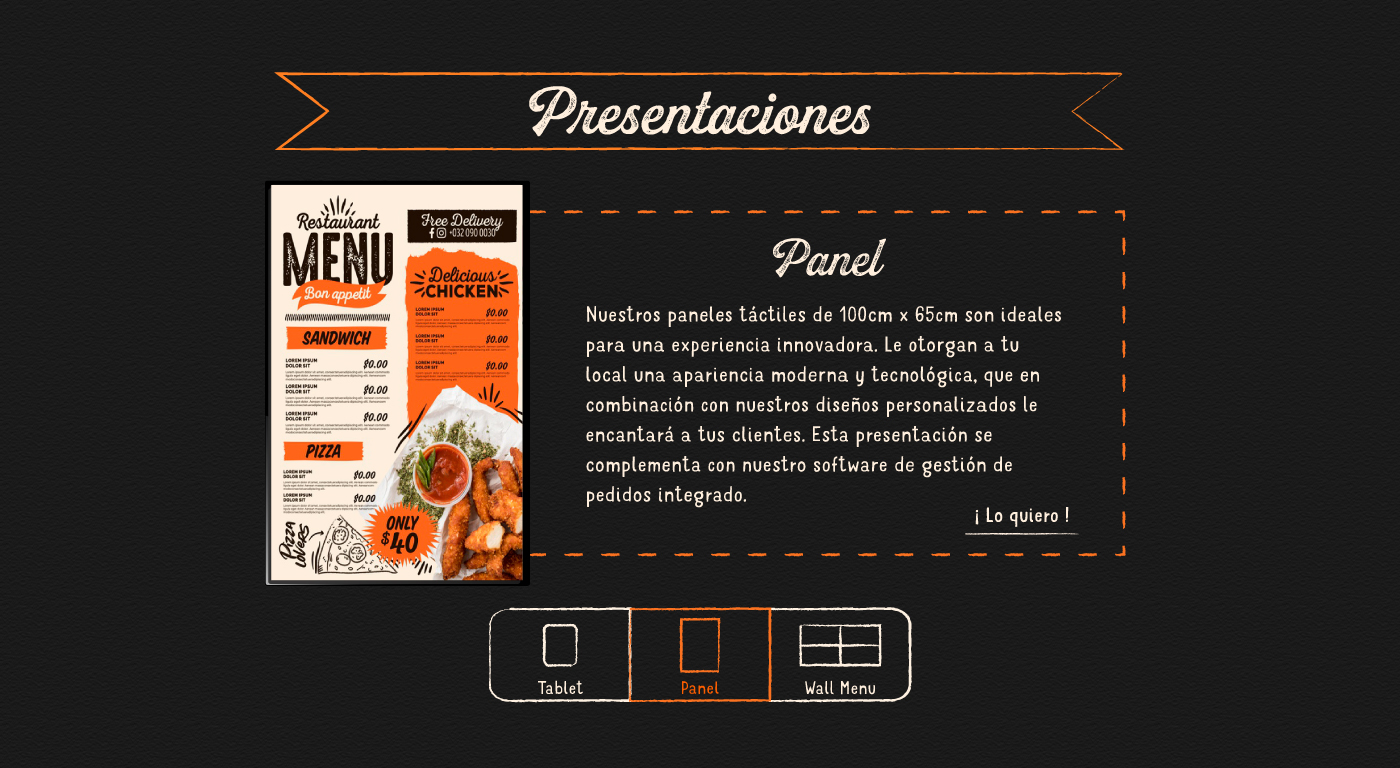 Presentaciones
Restaurant
MENU
Bon appetit
SANDWICH
LOREM IPSUM
DOLOR SIT
$0.00
LOREM IPSUM
DOLOR SIT
$0.00
LOREM IPSUM
DOLOR SIT
$0.00
PIZZA
LOREM IPSUM
DOLOR SIT
$0.00
LOREM IPSUM
DOLOR SIT
$0.00
Pizza
lovers
Free Delivery
+032 090 0030
Delicious
CHICKEN
LOREM IPSUM
DOLOR SIT
$0.00
LOREM IPSUM
DOLOR SIT
$0.00
LOREM IPSUM
DOLOR SIT
$0.00
ONLY
$40
Panel
Nuestros paneles táctiles de 100cm x 65cm son ideales
para una experiencia innovadora. Le otorgan a tu
local una apariencia moderna y tecnológica, que en
combinación con nuestros diseños personalizados le
encantará a tus clientes. Esta presentación se
complementa con nuestro software de gestión de
pedidos integrado.
¡ Lo quiero !
Tablet
Panel
Wall Menu